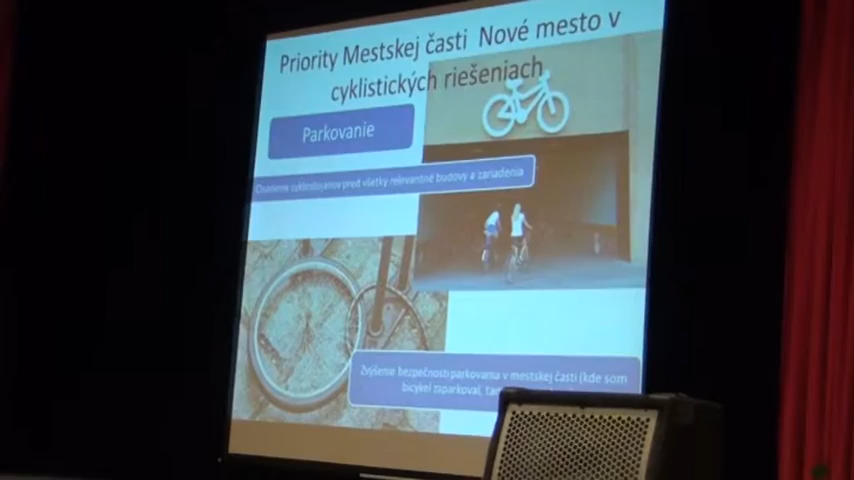 Priority Mestskej časti Nové mesto v
cyklistických riešeniach
Parkovanie
Osadenie cyklostojanov pred všetky relevantné budovy a zariadenia
Zvýšenie bezpečnosti parkovania v mestskej časti (kde som
bicykel zaparkoval,